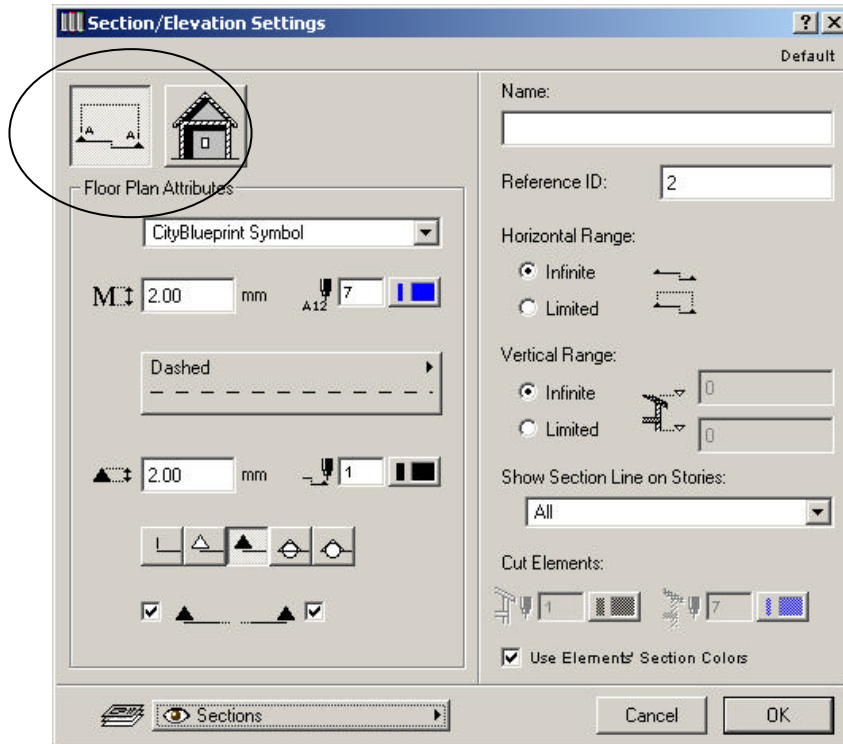 Section/Elevation Settings
Default
A A
Floor Plan Attributes
CityBlueprint Symbol
M 2.00 mm A12 7
Dashed
2.00 mm 1
Sections
Name:
Reference ID: 2
Horizontal Range:
Infinite
Limited
Vertical Range:
Infinite 0
Limited 0
Show Section Line on Stories:
All
Cut Elements:
1 7
Use Elements' Section Colors
Cancel OK